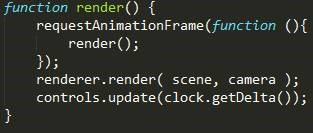 function render() {
    requestAnimationFrame(function (){
        render();
    });
    renderer.render( scene, camera );
    controls.update(clock.getDelta());
}